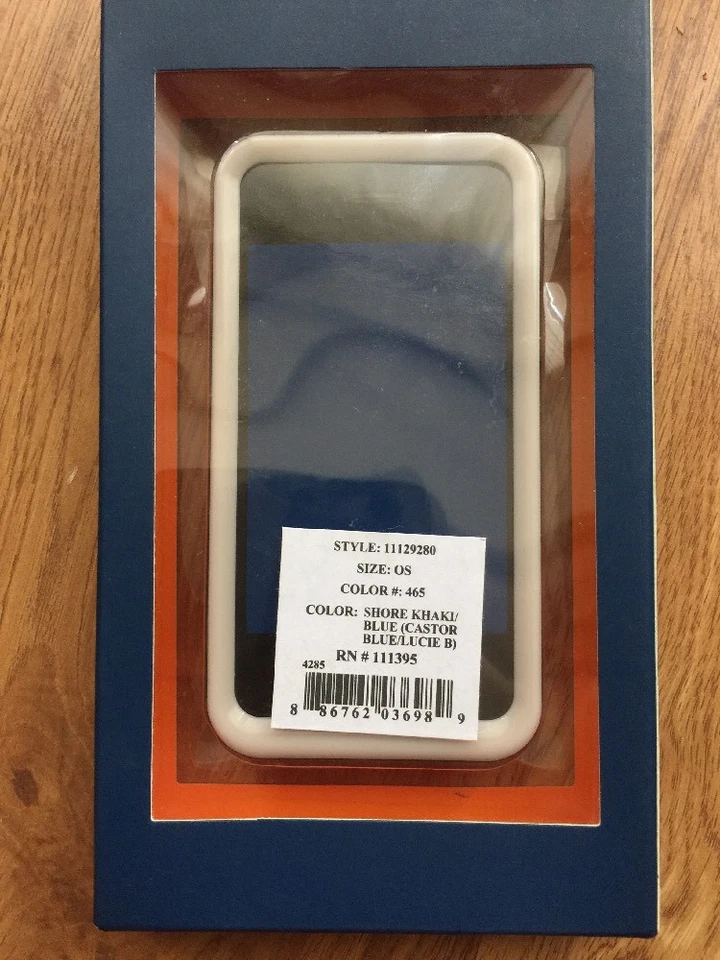 STYLE: 11129280
SIZE: OS
COLOR #: 465
COLOR: SHORE KHAKI/
BLUE (CASTOR
BLUE/LUCIE B)
RN # 111395
4285
8 86762 03698 9